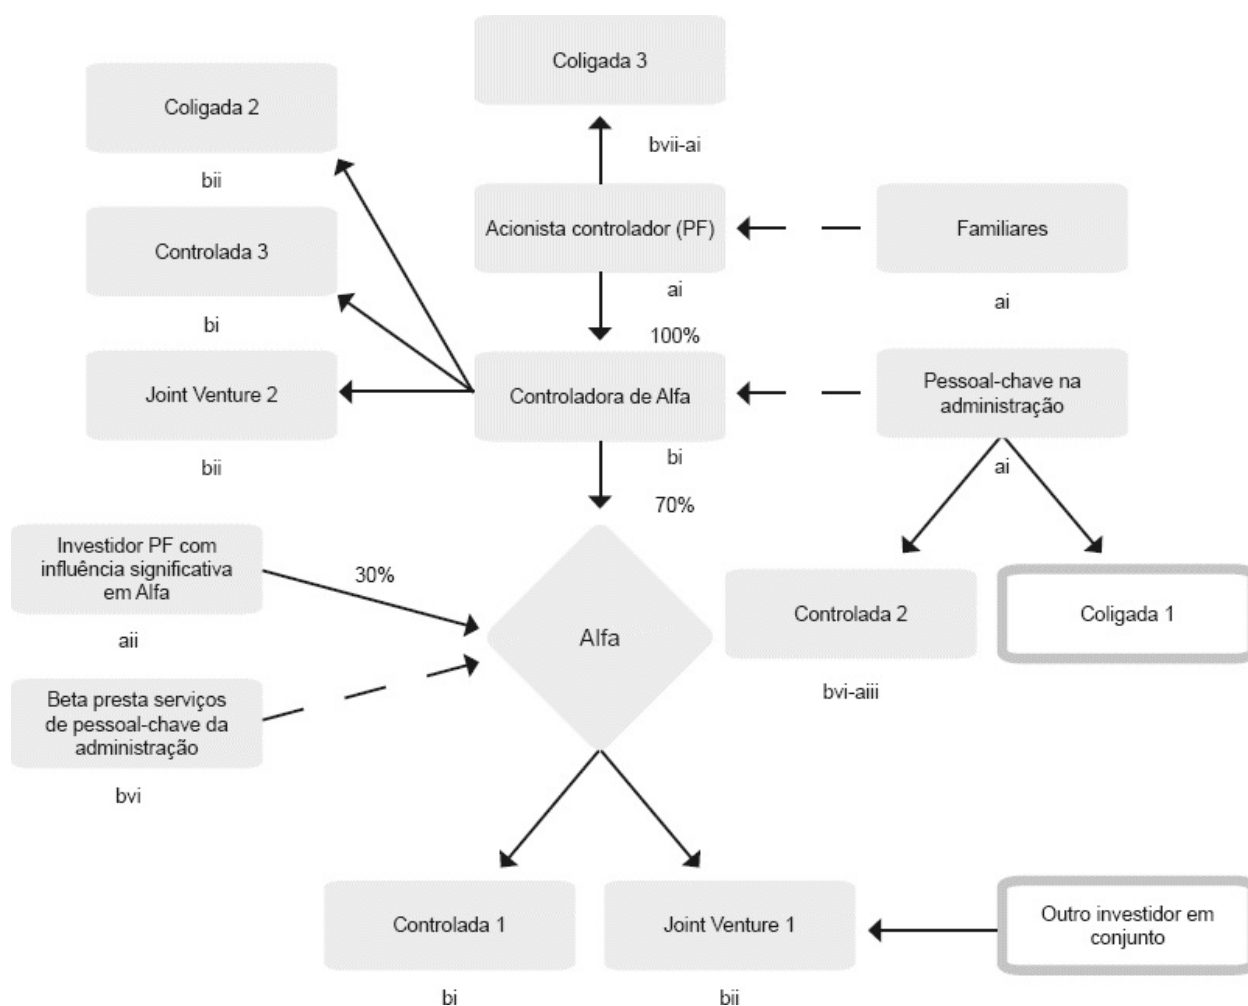 Coligada 3
Coligada 2
bvii-ai
bii
Acionista controlador (PF)
Familiares
Controlada 3
ai
ai
bi
100%
Joint Venture 2
Controladora de Alfa
Pessoal-chave na
administração
bii
bi
ai
70%
Investidor PF com
influência significativa
em Alfa
30%
aii
Controlada 2
Coligada 1
Alfa
bvi-aiii
Beta presta serviços
de pessoal-chave da
administração
bvi
Controlada 1
Joint Venture 1
Outro investidor em
conjunto
bi
bii